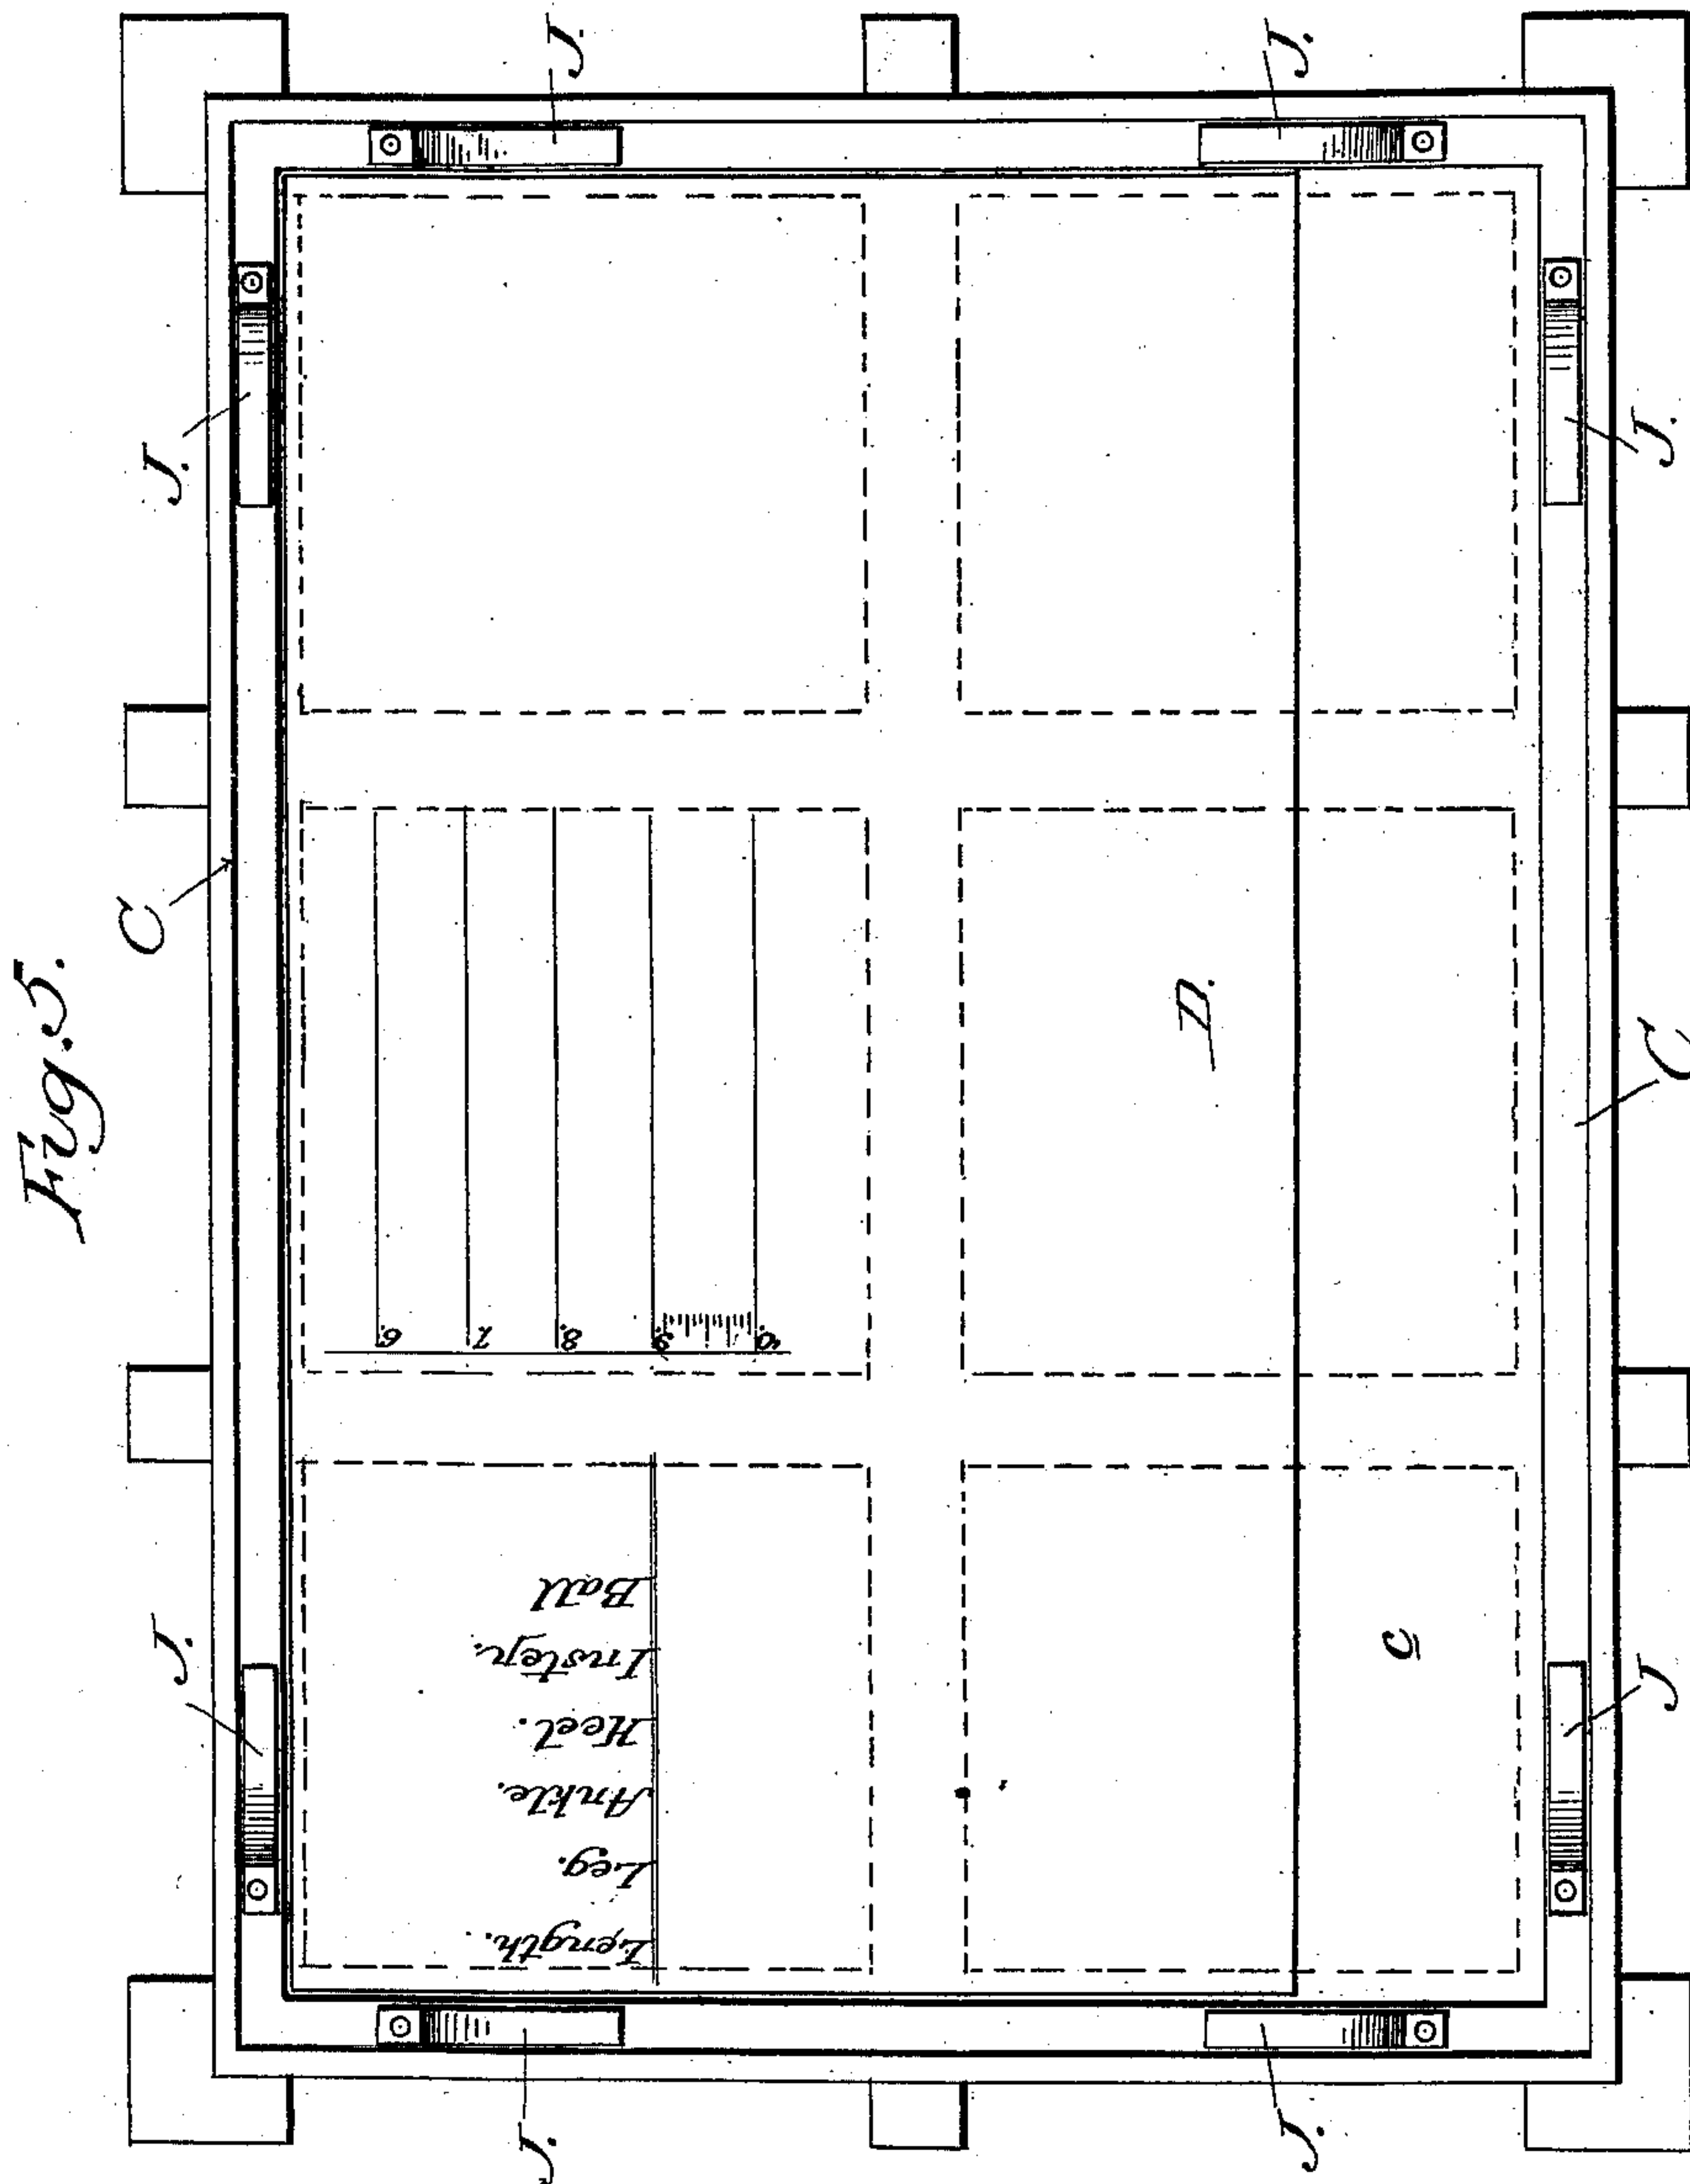 Fig. 5.
J.
J.
J.
J.
C
6.
7
8.
9.
10.
D.
C
Ball
Instep.
Heel.
Ankle.
Leg.
Length.
c
J.
J
J.
J.